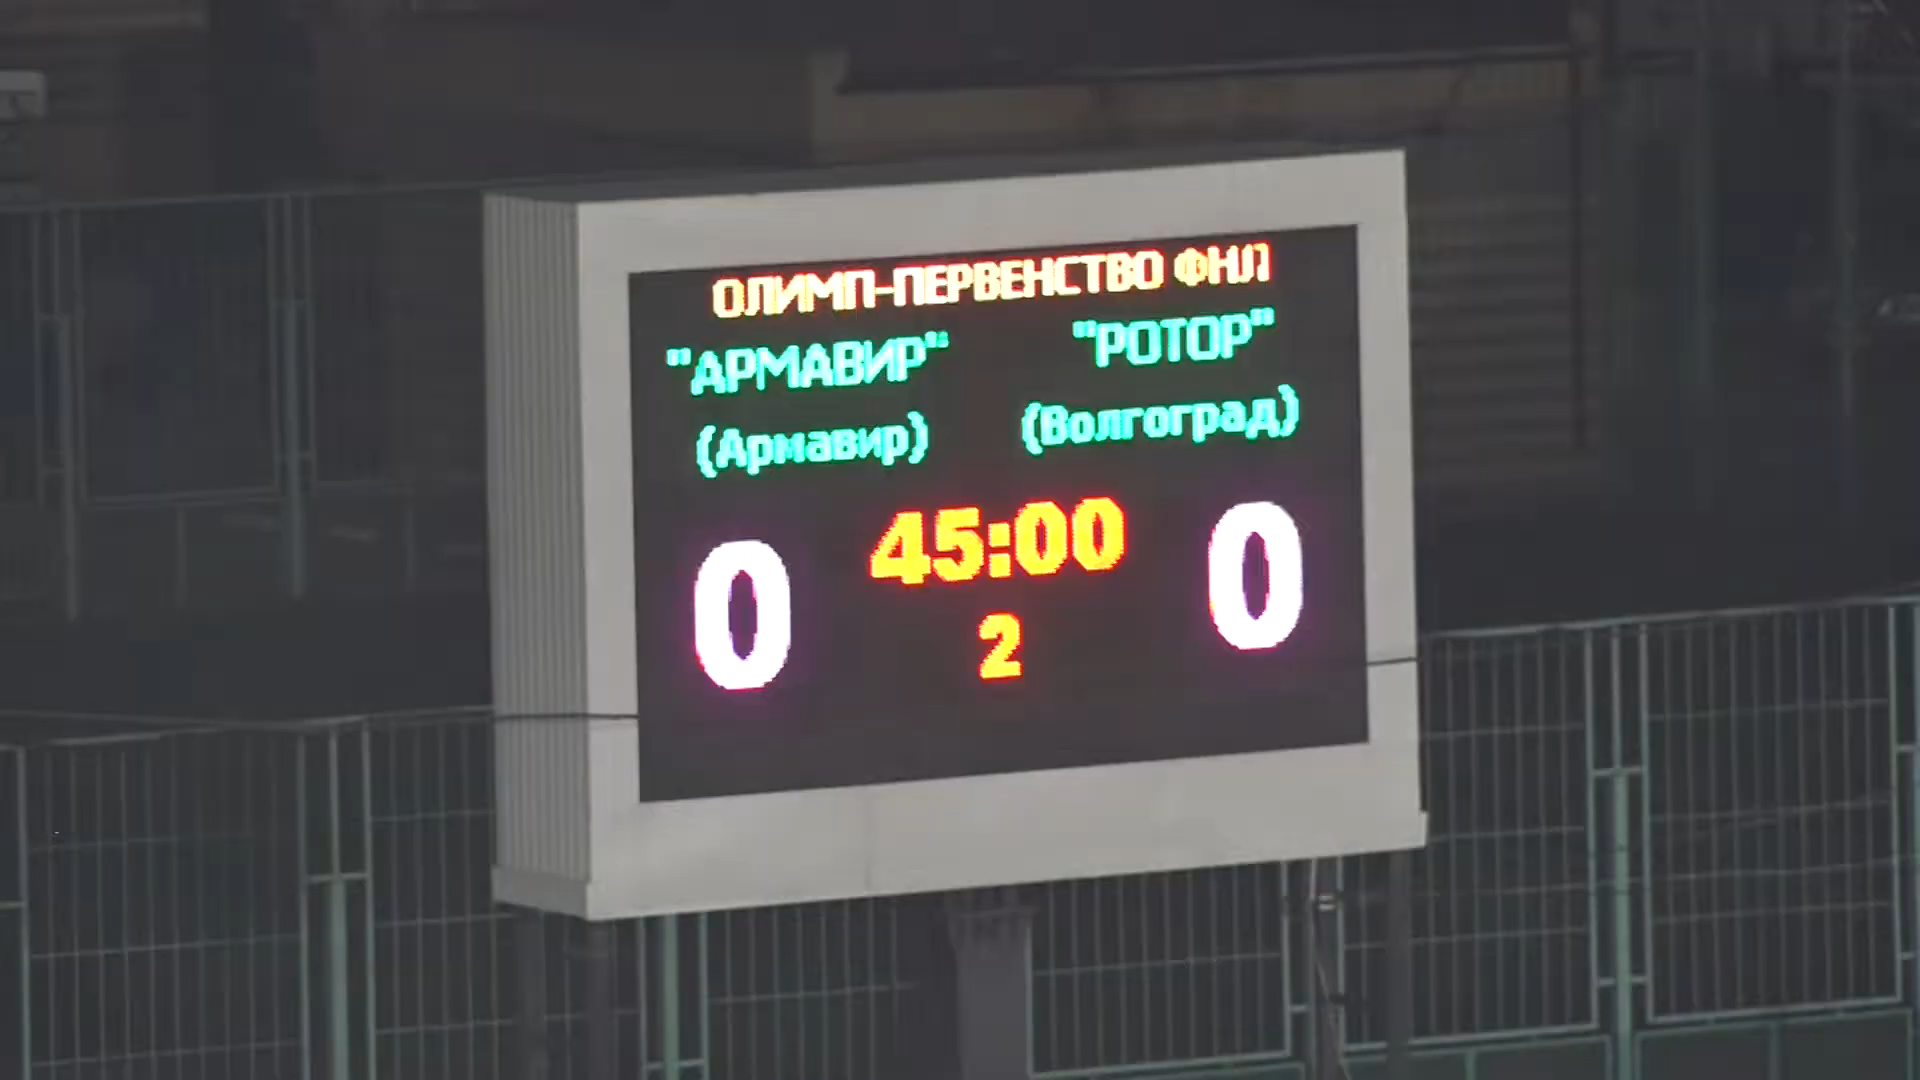 ОЛИМП-ПЕРВЕНСТВО ФНЛ
"АРМАВИР" "РОТОР"
(Армавир) (Волгоград)
0 45:00 0
2